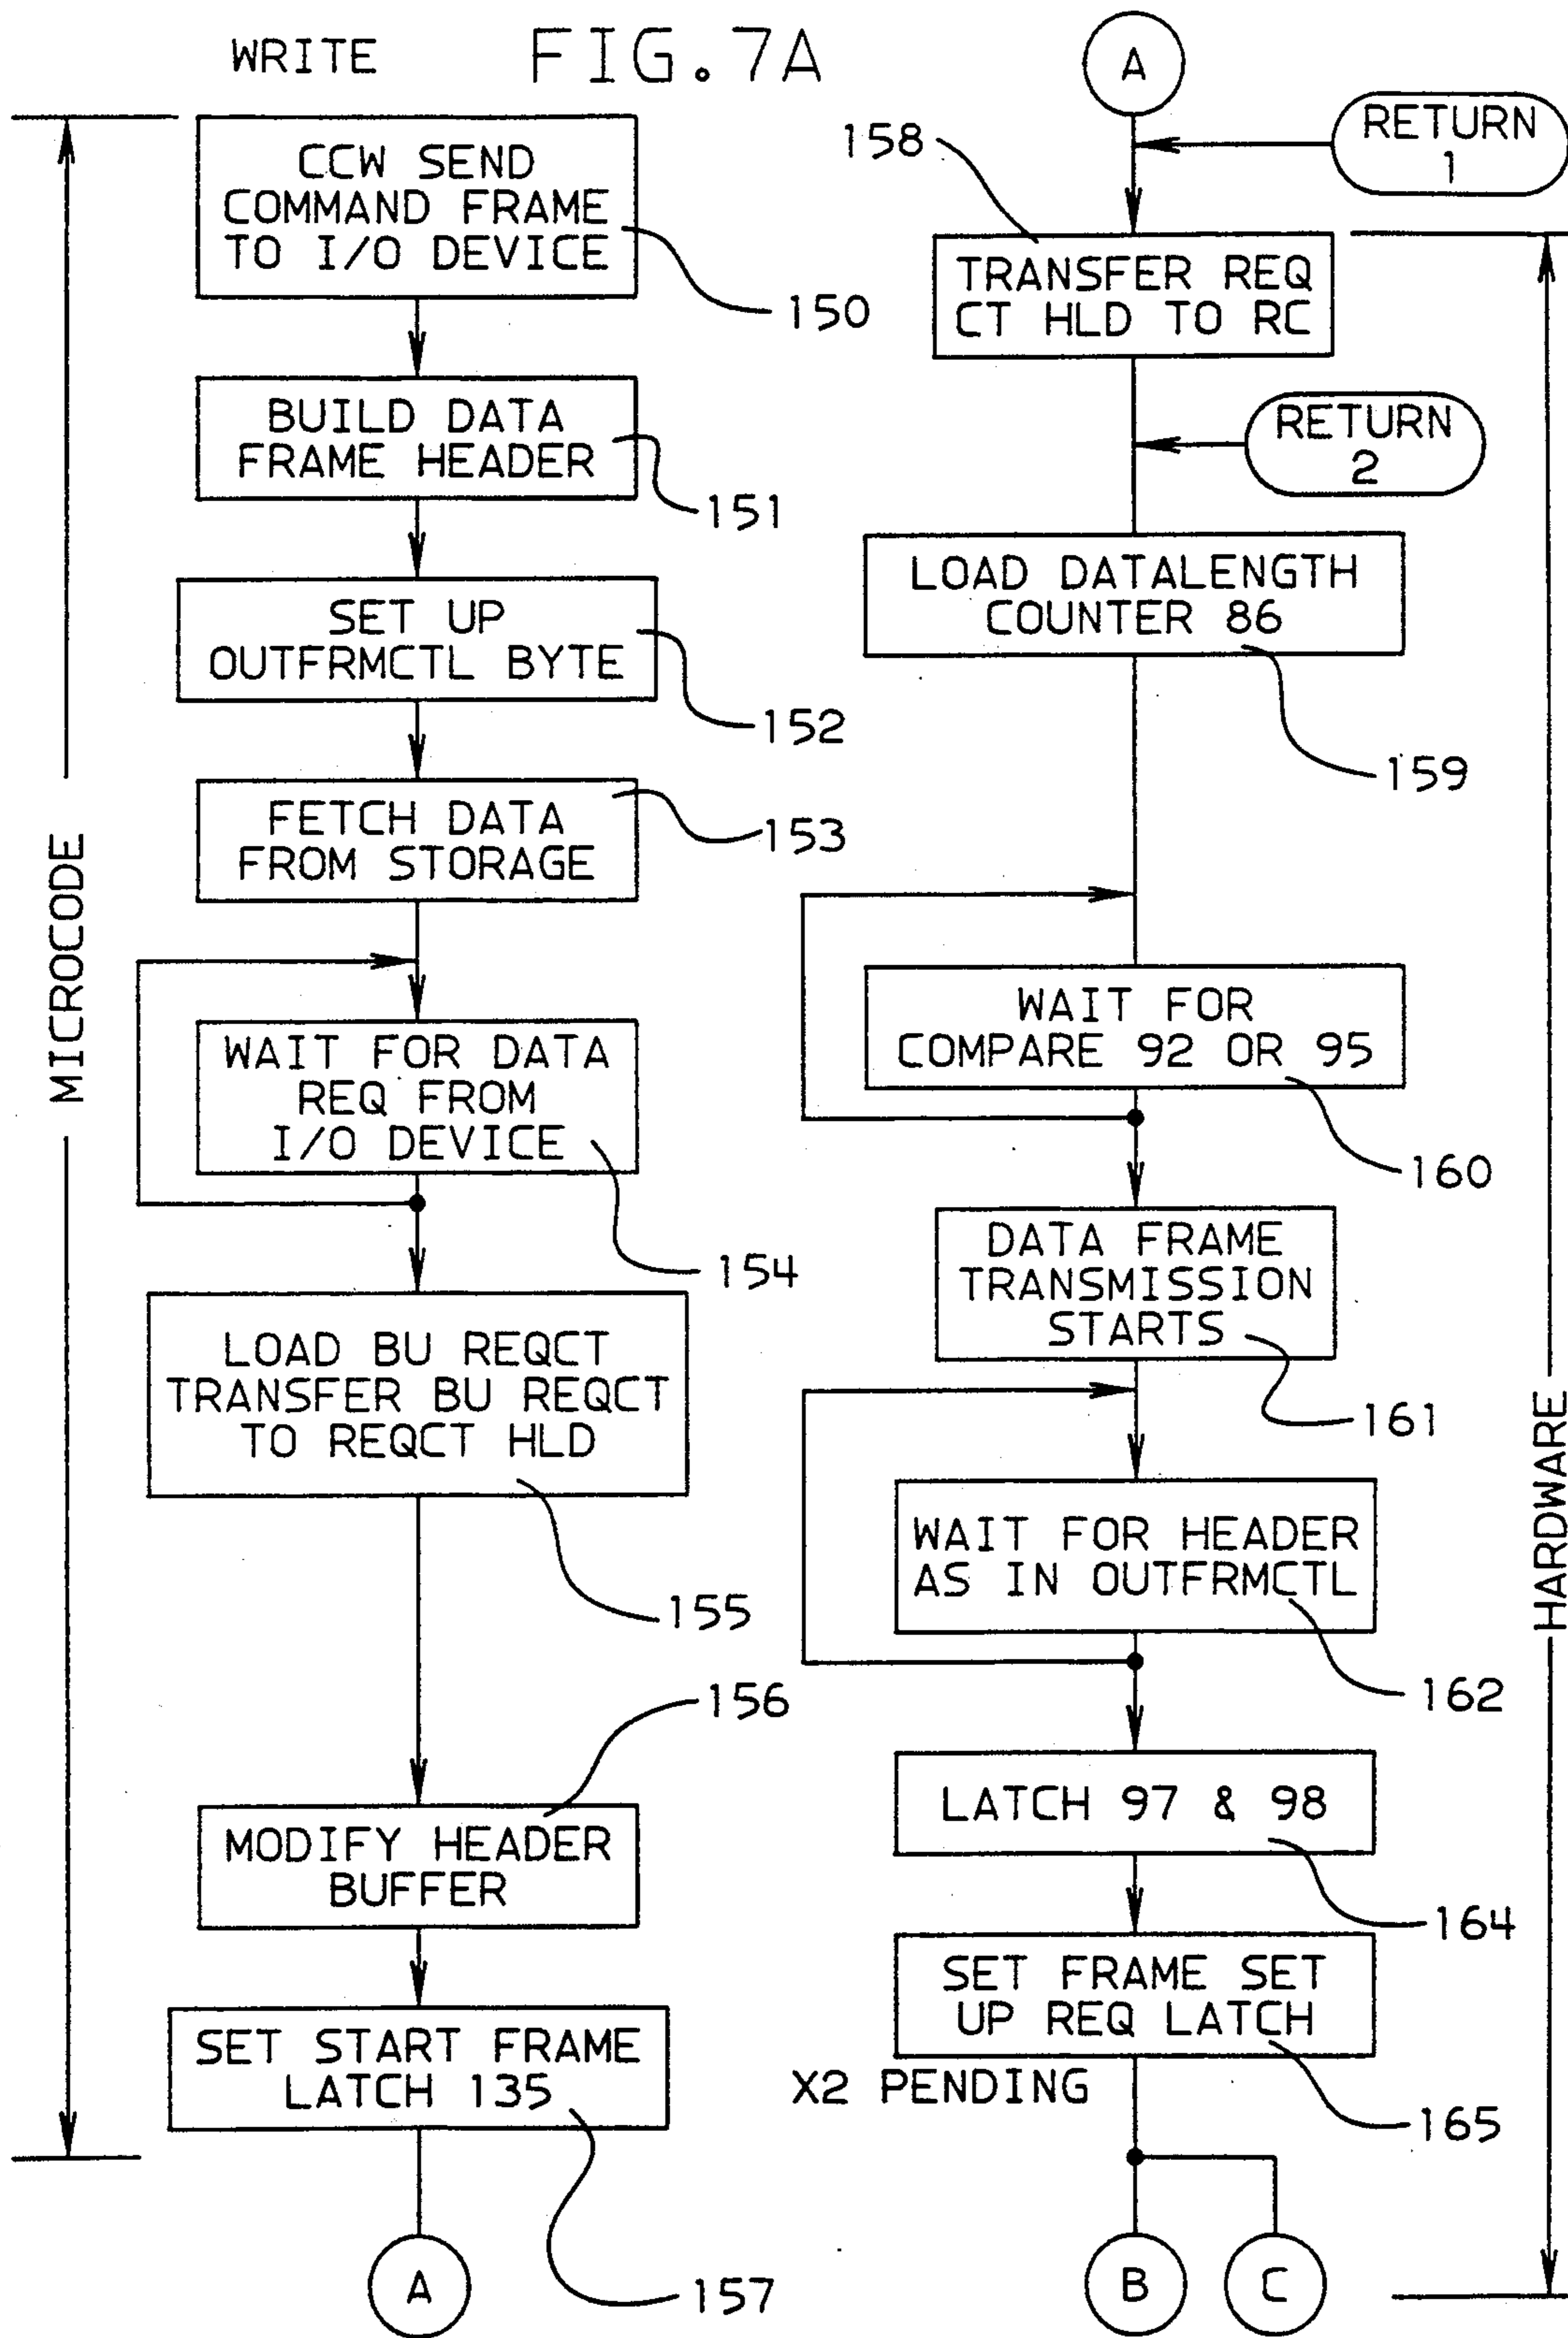 WRITE
FIG. 7A
CCW SEND
COMMAND FRAME
TO I/O DEVICE
150
BUILD DATA
FRAME HEADER
151
SET UP
OUTFRMCTL BYTE
152
FETCH DATA
FROM STORAGE
153
WAIT FOR DATA
REQ FROM
I/O DEVICE
154
LOAD BU REQCT
TRANSFER BU REQCT
TO REQCT HLD
155
156
MODIFY HEADER
BUFFER
SET START FRAME
LATCH 135
157
A
MICROCODE
A
RETURN
1
158
TRANSFER REQ
CT HLD TO RC
RETURN
2
LOAD DATALENGTH
COUNTER 86
159
WAIT FOR
COMPARE 92 OR 95
160
DATA FRAME
TRANSMISSION
STARTS
161
WAIT FOR HEADER
AS IN OUTFRMCTL
162
LATCH 97 & 98
164
SET FRAME SET
UP REQ LATCH
X2 PENDING
165
B
C
HARDWARE